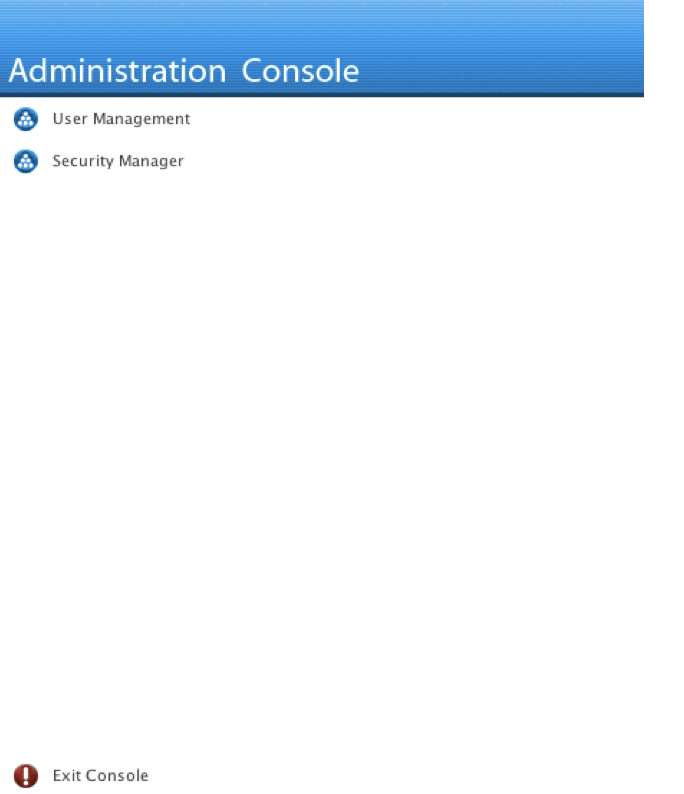 Administration Console
User Management
Security Manager
Exit Console